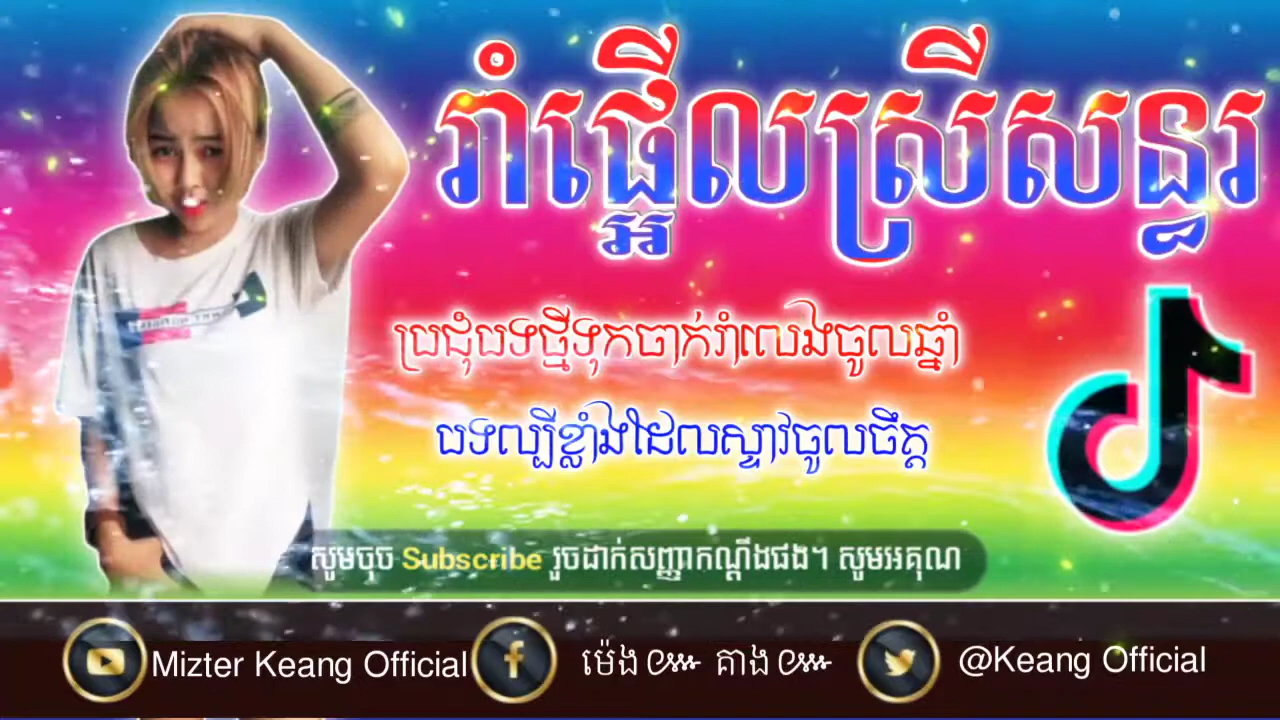 រាំផ្អើលស្រីសន្ធរ
ប្រជុំបទថ្មីទុកចាក់រាំលេងចូលឆ្នាំ
បទល្បីខ្លាំងដែលស្ទាវចូលចិត្ត
សូមចុច Subscribe រួចដាក់សញ្ញាកណ្ដឹងផង។ សូមអគុណ
Mizter Keang Official
ម៉េង ៚ គាង ៚
@Keang Official